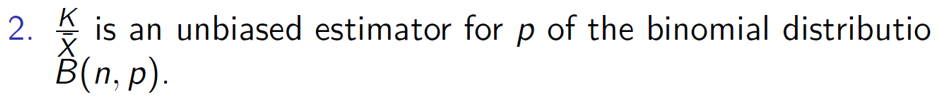 2. K/X̄ is an unbiased estimator for p of the binomial distributio
B(n, p).